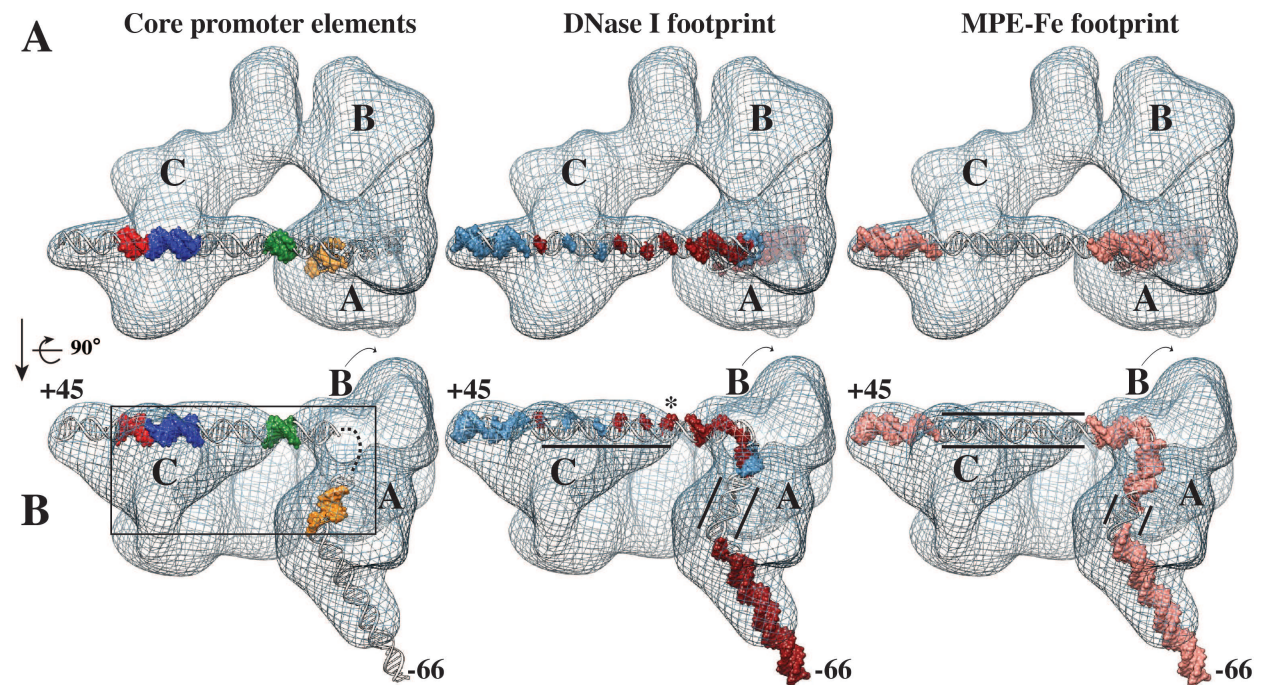 A
Core promoter elements
DNase I footprint
MPE-Fe footprint
B
B
B
C
C
C
A
A
A
90°
B
B
B
+45
+45
+45
*
C
C
C
A
A
A
B
-66
-66
-66